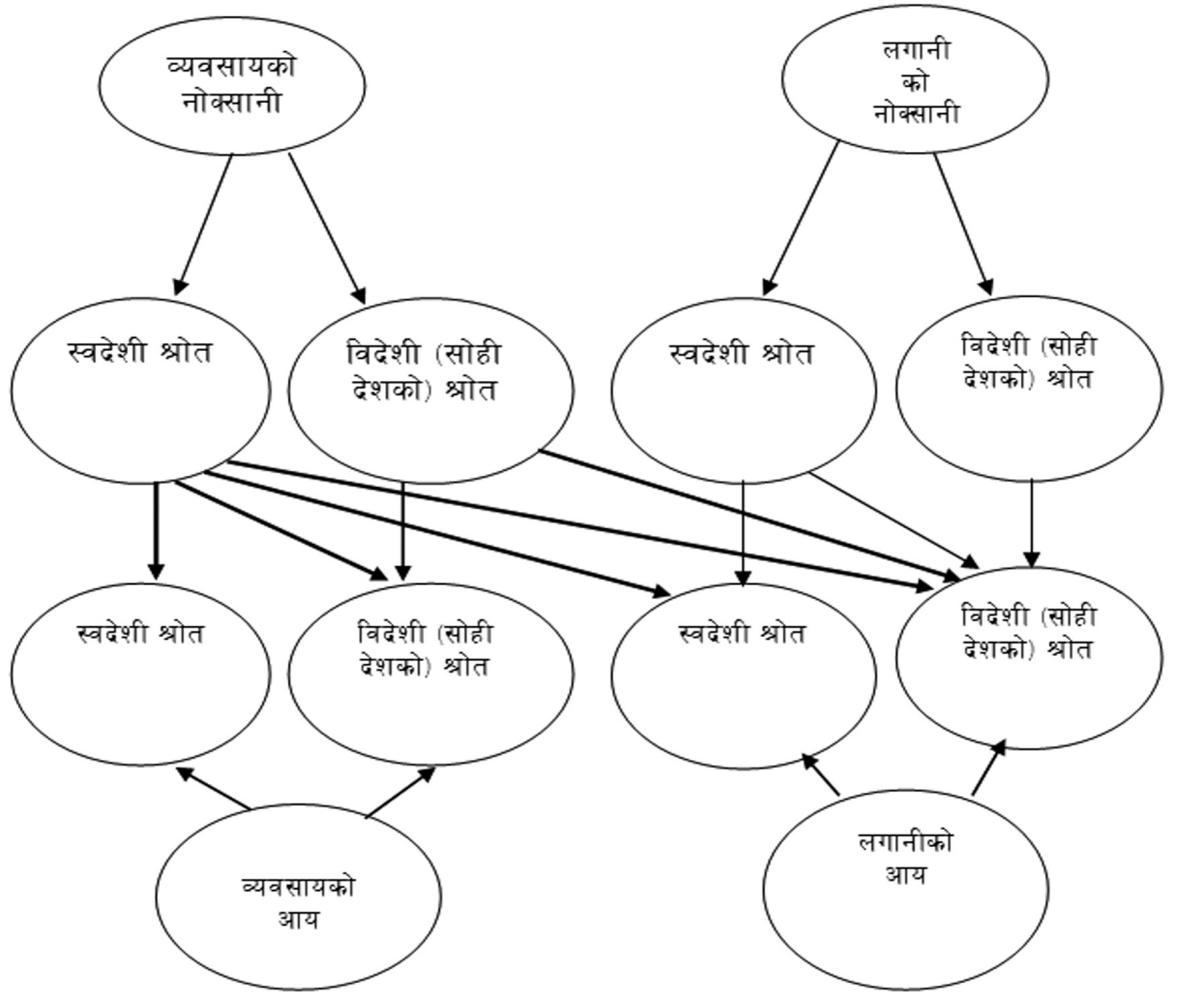 व्यवसायको
नोक्सानी
लगानी
को
नोक्सानी
स्वदेशी श्रोत
विदेशी (सोही
देशको) श्रोत
स्वदेशी श्रोत
विदेशी (सोही
देशको) श्रोत
स्वदेशी श्रोत
विदेशी (सोही
देशको) श्रोत
स्वदेशी श्रोत
विदेशी (सोही
देशको) श्रोत
व्यवसायको
आय
लगानीको
आय